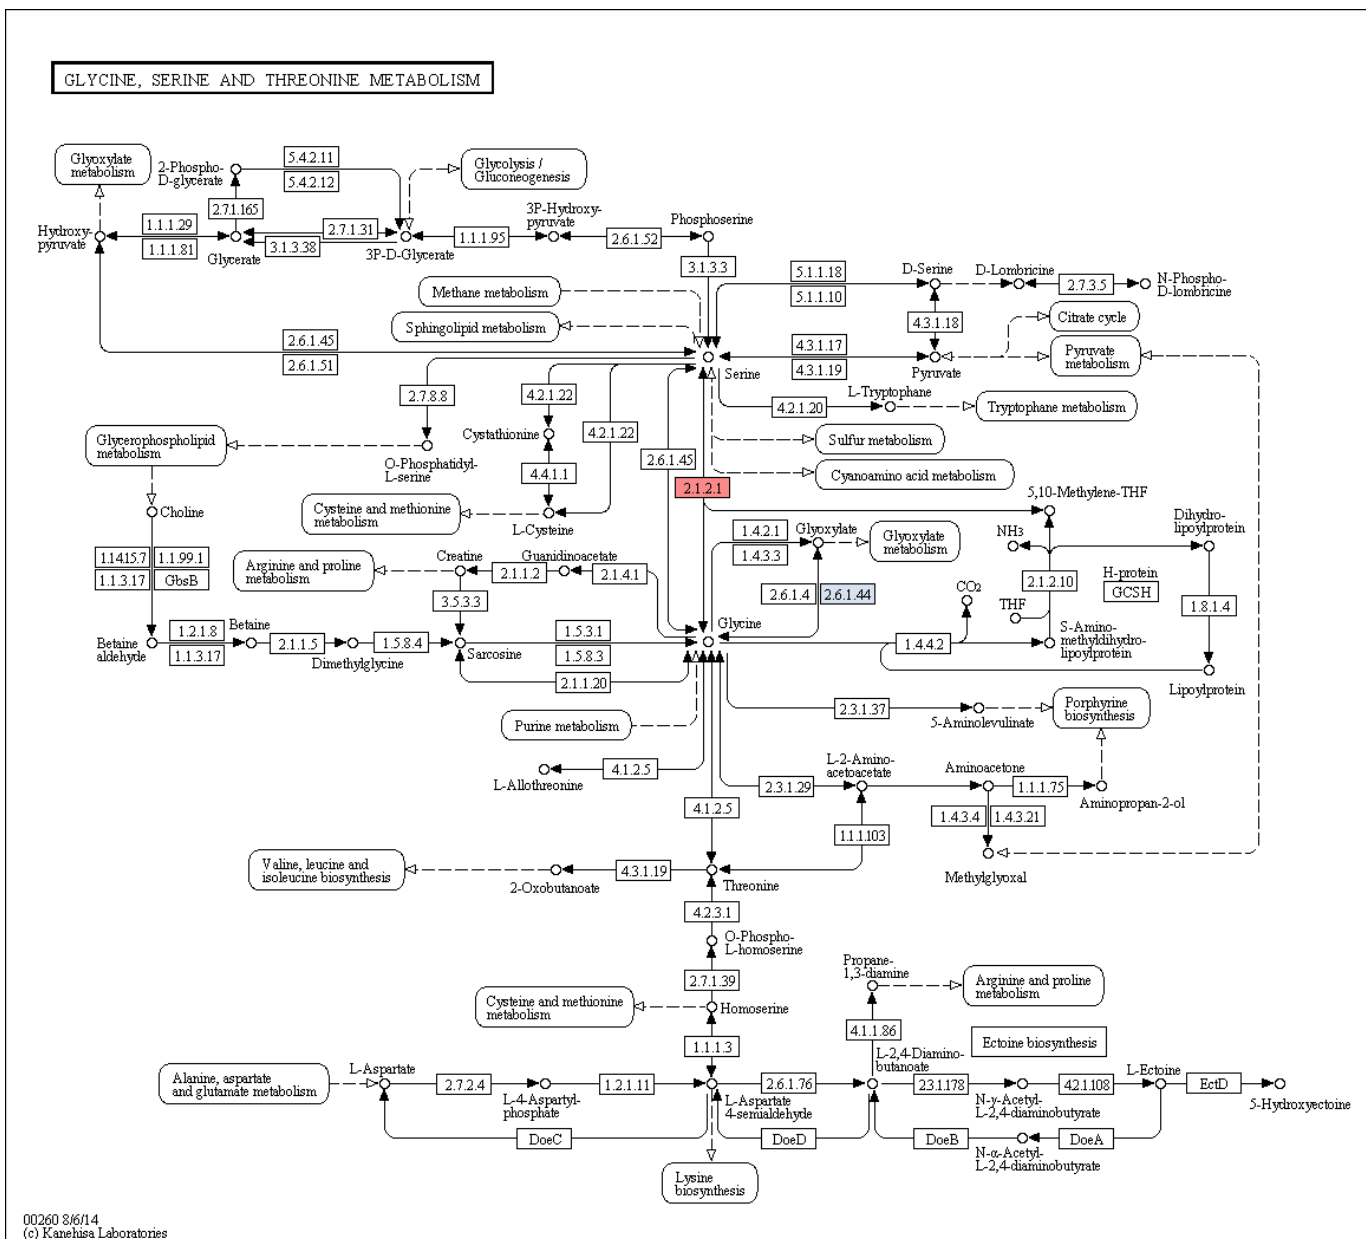 GLYCINE, SERINE AND THREONINE METABOLISM
Glyoxylate
metabolism
2-Phospho-
D-glycerate
5.4.2.11
5.4.2.12
Glycolysis /
Gluconeogenesis
2.7.1.165
Hydroxy-
pyruvate
1.1.1.29
1.1.1.81
Glycerate
2.7.1.31
3.1.3.38
3P-D-Glycerate
1.1.1.95
3P-Hydroxy-
pyruvate
2.6.1.52
Phosphoserine
3.1.3.3
Methane metabolism
Sphingolipid metabolism
5.1.1.18
5.1.1.10
D-Serine
D-Lombricine
2.7.3.5
N-Phospho-
D-lombricine
4.3.1.18
Citrate cycle
2.6.1.45
2.6.1.51
Serine
4.3.1.17
4.3.1.19
Pyruvate
Pyruvate
metabolism
2.7.8.8
4.2.1.22
4.2.1.22
4.2.1.20
L-Tryptophane
Tryptophane metabolism
Glycerophospholipid
metabolism
O-Phosphatidyl-
L-serine
Cystathionine
4.4.1.1
2.6.1.45
Sulfur metabolism
Cyanoamino acid metabolism
2.1.2.1
Choline
Cysteine and methionine
metabolism
L-Cysteine
5,10-Methylene-THF
1.4.2.1
1.4.3.3
Glyoxylate
Glyoxylate
metabolism
NH3
Dihydro-
lipoylprotein
1.14.15.7
1.1.99.1
1.1.3.17
GbsB
Arginine and proline
metabolism
Creatine
2.1.1.2
Guanidinoacetate
2.1.4.1
3.5.3.3
2.6.1.4
2.6.1.44
CO2
THF
2.1.2.10
H-protein
GCSH
1.8.1.4
Betaine
aldehyde
1.2.1.8
1.1.3.17
Betaine
2.1.1.5
Dimethylglycine
1.5.8.4
Sarcosine
1.5.3.1
1.5.8.3
2.1.1.20
Glycine
1.4.4.2
S-Amino-
methyldihydro-
lipoylprotein
Lipoylprotein
Purine metabolism
2.3.1.37
5-Aminolevulinate
Porphyrine
biosynthesis
L-Allothreonine
4.1.2.5
2.3.1.29
L-2-Amino-
acetoacetate
Aminoacetone
1.1.1.75
Aminopropan-2-ol
4.1.2.5
1.1.1.103
1.4.3.4
1.4.3.21
Methylglyoxal
Valine, leucine and
isoleucine biosynthesis
2-Oxobutanoate
4.3.1.19
Threonine
4.2.3.1
O-Phospho-
L-homoserine
2.7.1.39
Propane-
1,3-diamine
Arginine and proline
metabolism
Cysteine and methionine
metabolism
Homoserine
4.1.1.86
1.1.1.3
Ectoine biosynthesis
Alanine, aspartate
and glutamate metabolism
L-Aspartate
2.7.2.4
L-4-Aspartyl-
phosphate
1.2.1.11
L-Aspartate
4-semialdehyde
2.6.1.76
L-2,4-Diamino-
butanoate
2.3.1.178
N-γ-Acetyl-
L-2,4-diaminobutyrate
4.2.1.108
L-Ectoine
EctD
5-Hydroxyectoine
DoeC
DoeD
DoeB
N-α-Acetyl-
L-2,4-diaminobutyrate
DoeA
Lysine
biosynthesis
00260 8/6/14
(c) Kanehisa Laboratories